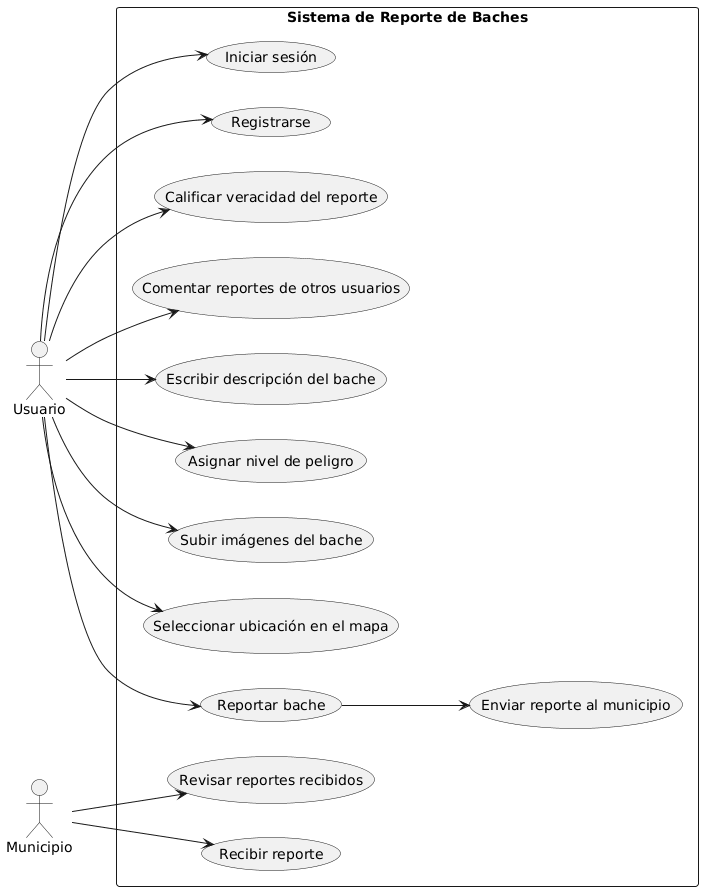 Sistema de Reporte de Baches
Iniciar sesión
Registrarse
Calificar veracidad del reporte
Comentar reportes de otros usuarios
Escribir descripción del bache
Usuario
Asignar nivel de peligro
Subir imágenes del bache
Seleccionar ubicación en el mapa
Reportar bache
Enviar reporte al municipio
Revisar reportes recibidos
Municipio
Recibir reporte